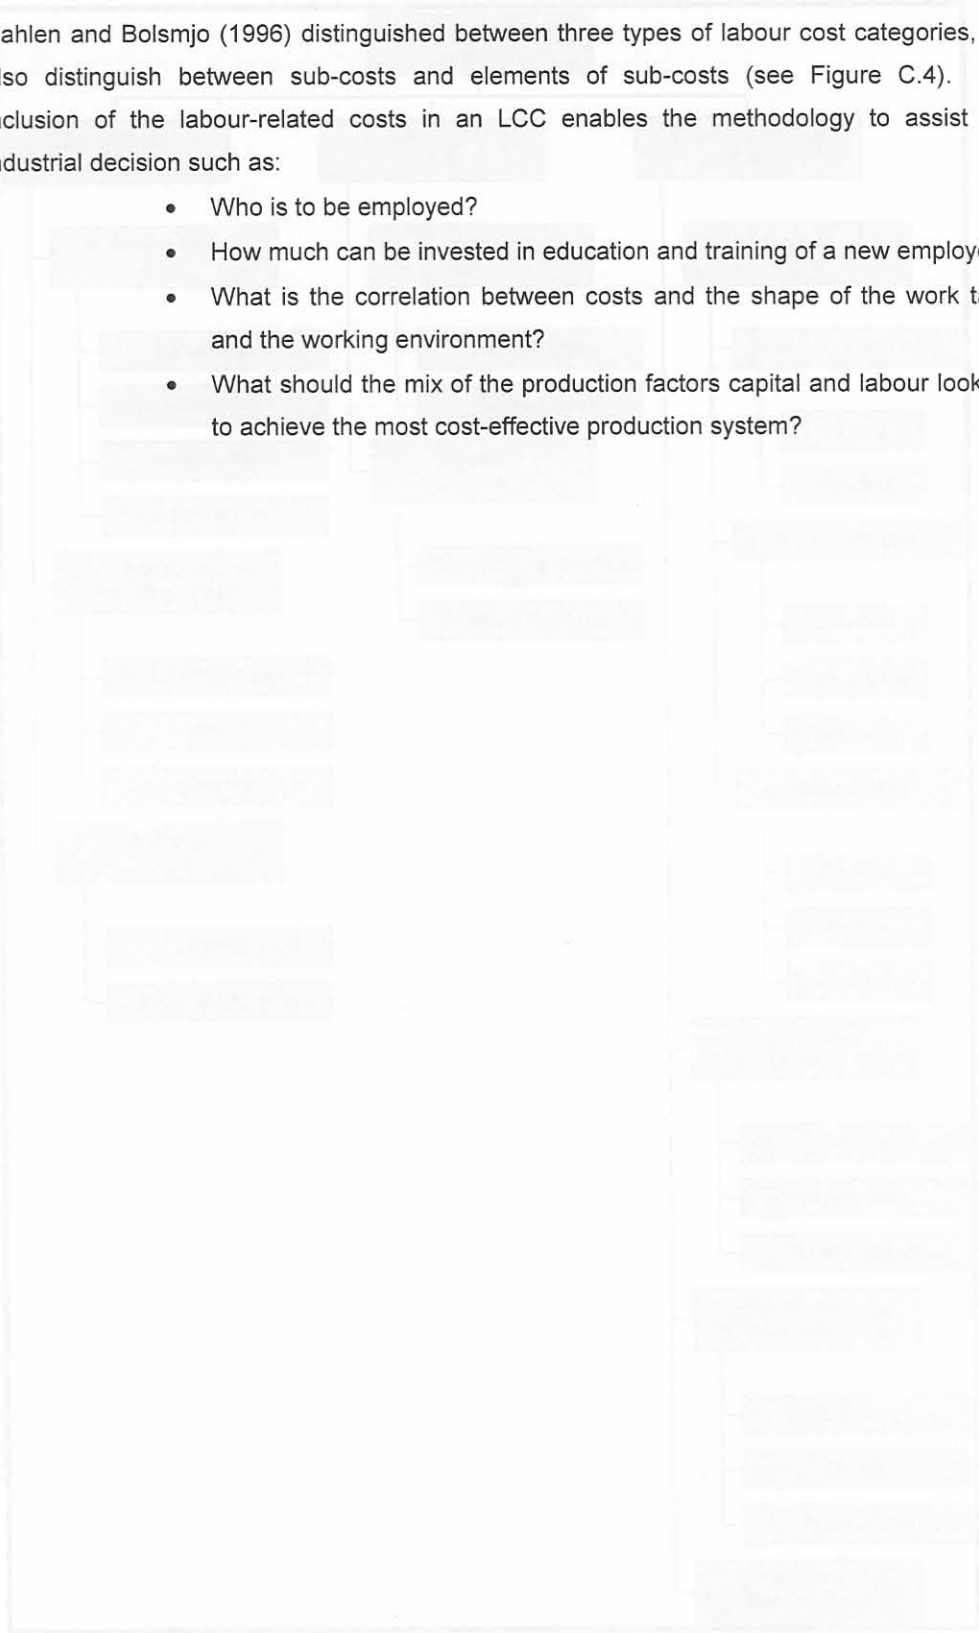 ahlen and Bolsmjo (1996) distinguished between three types of labour cost categories,
lso distinguish between sub-costs and elements of sub-costs (see Figure C.4).
nclusion of the labour-related costs in an LCC enables the methodology to assist
ndustrial decision such as:
• Who is to be employed?
• How much can be invested in education and training of a new employe
• What is the correlation between costs and the shape of the work ta
and the working environment?
• What should the mix of the production factors capital and labour look
to achieve the most cost-effective production system?